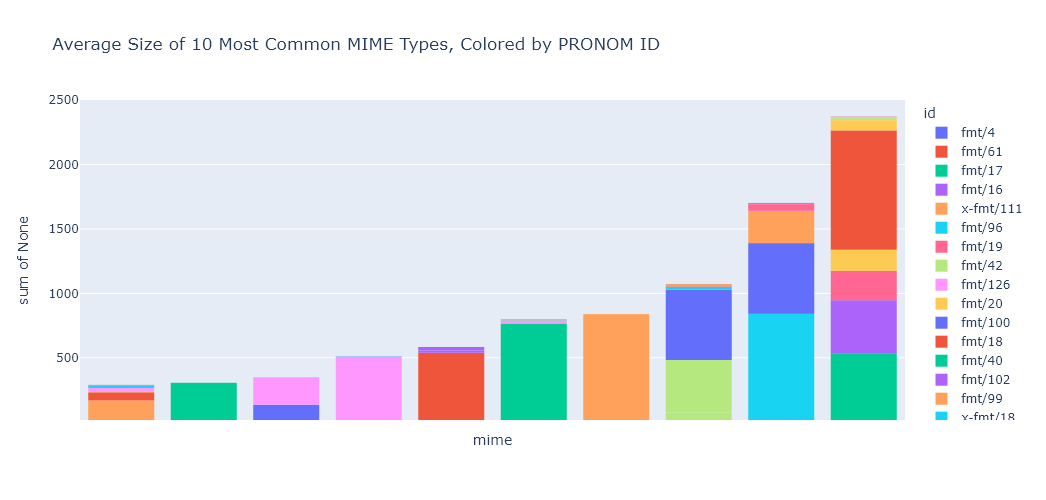 Average Size of 10 Most Common MIME Types, Colored by PRONOM ID
2500
2000
1500
1000
500
sum of None
mime
id
fmt/4
fmt/61
fmt/17
fmt/16
x-fmt/111
fmt/96
fmt/19
fmt/42
fmt/126
fmt/20
fmt/100
fmt/18
fmt/40
fmt/102
fmt/99
x-fmt/18